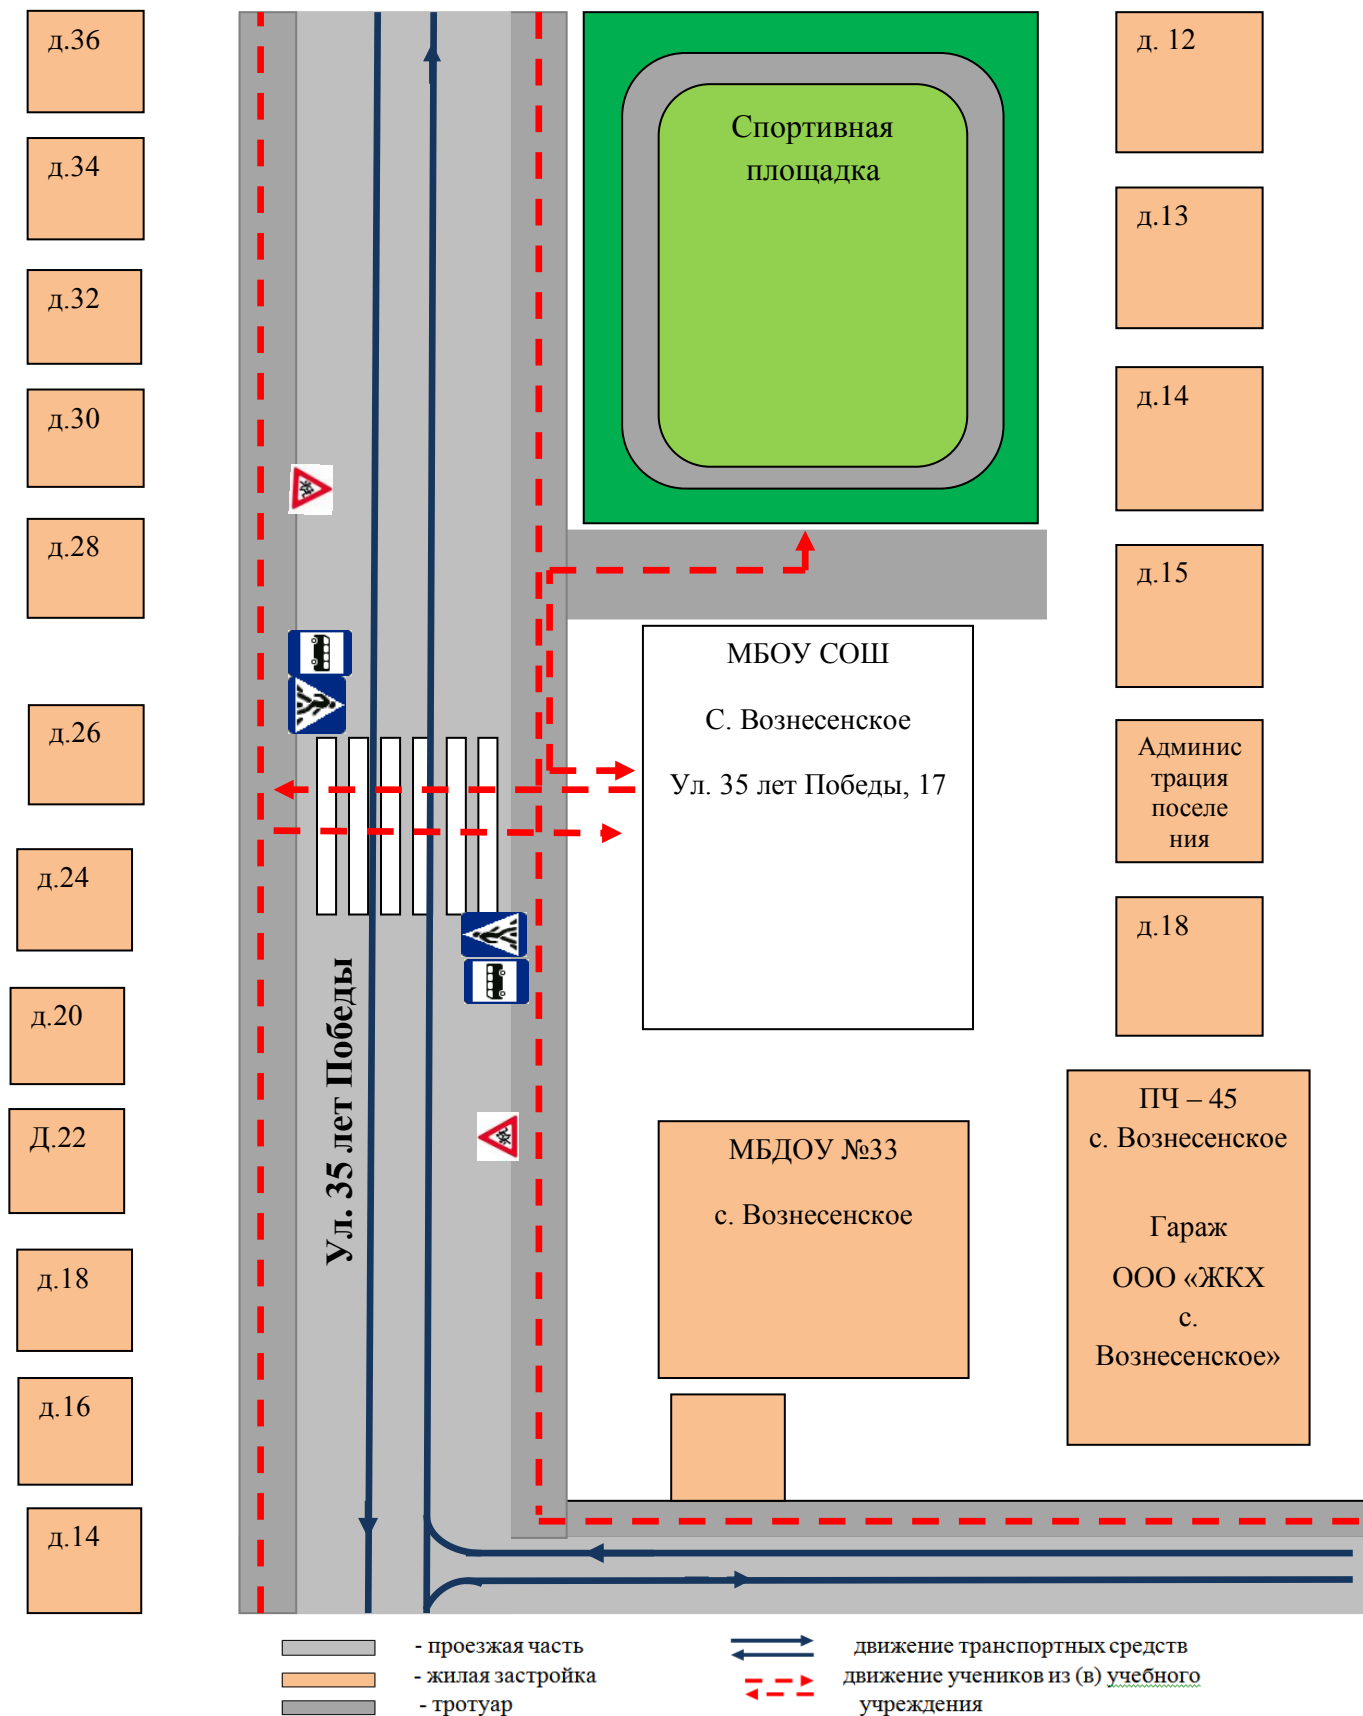 д.36
д.34
д.32
д.30
д.28
д.26
д.24
д.20
Д.22
д.18
д.16
д.14
Ул. 35 лет Победы
Спортивная
площадка
МБОУ СОШ
С. Вознесенское
Ул. 35 лет Победы, 17
МБДОУ №33
с. Вознесенское
д. 12
д.13
д.14
д.15
Админис
трация
поселе
ния
д.18
ПЧ – 45
с. Вознесенское
Гараж
ООО «ЖКХ
с.
Вознесенское»
- проезжая часть
- жилая застройка
- тротуар
движение транспортных средств
движение учеников из (в) учебного
учреждения